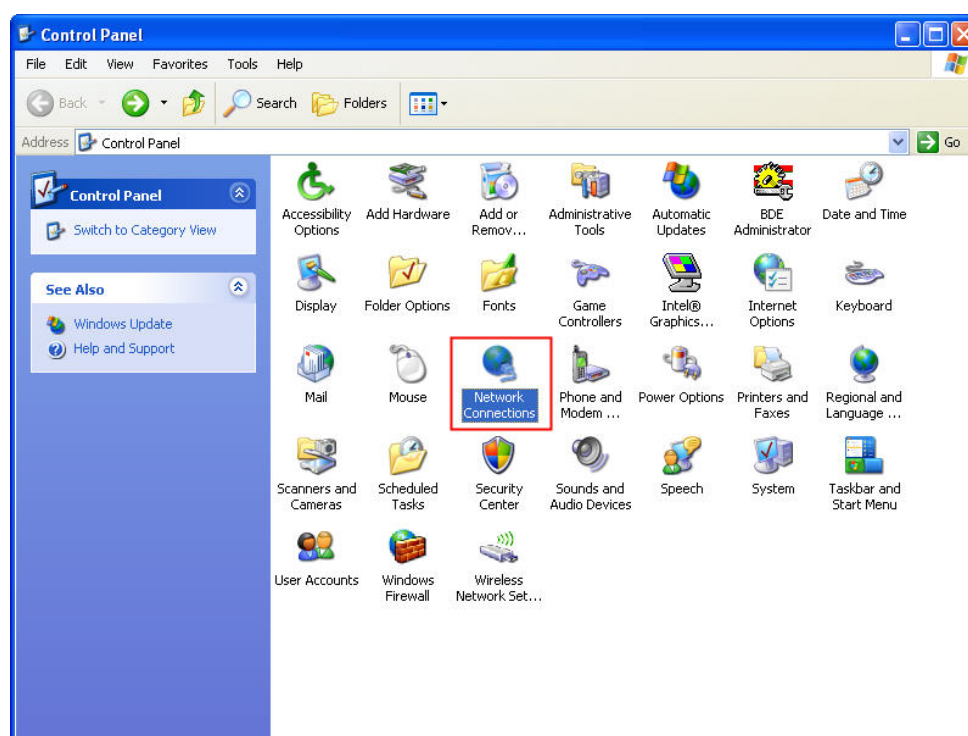 Control Panel
File Edit View Favorites Tools Help
Back Search Folders
Address Control Panel Go
Control Panel
Switch to Category View
See Also
Windows Update
Help and Support
Accessibility Options
Add Hardware
Add or Remov...
Administrative Tools
Automatic Updates
BDE Administrator
Date and Time
Display
Folder Options
Fonts
Game Controllers
Intel® Graphics...
Internet Options
Keyboard
Mail
Mouse
Network Connections
Phone and Modem ...
Power Options
Printers and Faxes
Regional and Language ...
Scanners and Cameras
Scheduled Tasks
Security Center
Sounds and Audio Devices
Speech
System
Taskbar and Start Menu
User Accounts
Windows Firewall
Wireless Network Set...